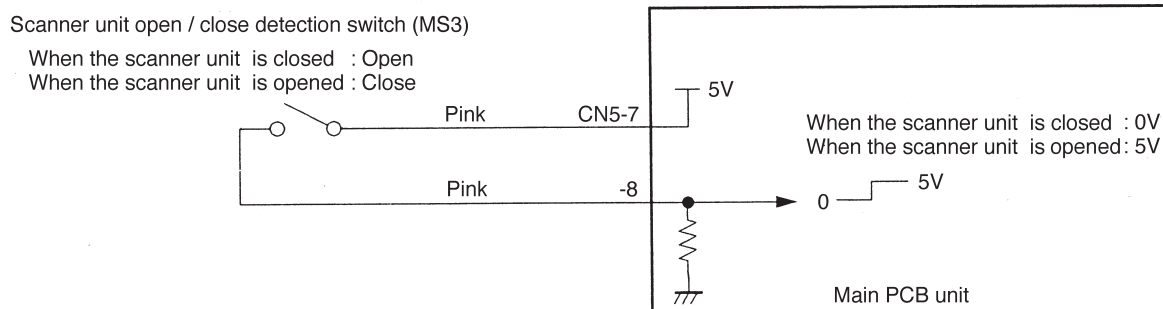 Scanner unit open / close detection switch (MS3)
When the scanner unit is closed : Open
When the scanner unit is opened : Close
Pink CN5-7
5V
When the scanner unit is closed : 0V
When the scanner unit is opened : 5V
Pink -8
0 5V
Main PCB unit